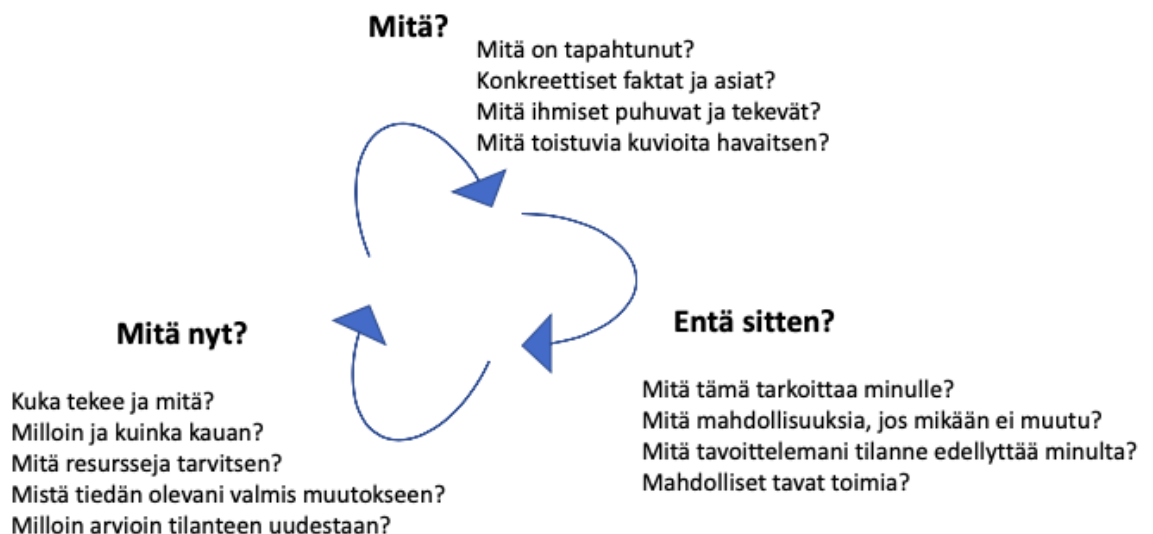 Mitä?
Mitä on tapahtunut?
Konkreettiset faktat ja asiat?
Mitä ihmiset puhuvat ja tekevät?
Mitä toistuvia kuvioita havaitsen?
Entä sitten?
Mitä tämä tarkoittaa minulle?
Mitä mahdollisuuksia, jos mikään ei muutu?
Mitä tavoittelemani tilanne edellyttää minulta?
Mahdolliset tavat toimia?
Mitä nyt?
Kuka tekee ja mitä?
Milloin ja kuinka kauan?
Mitä resursseja tarvitsen?
Mistä tiedän olevani valmis muutokseen?
Milloin arvioin tilanteen uudestaan?